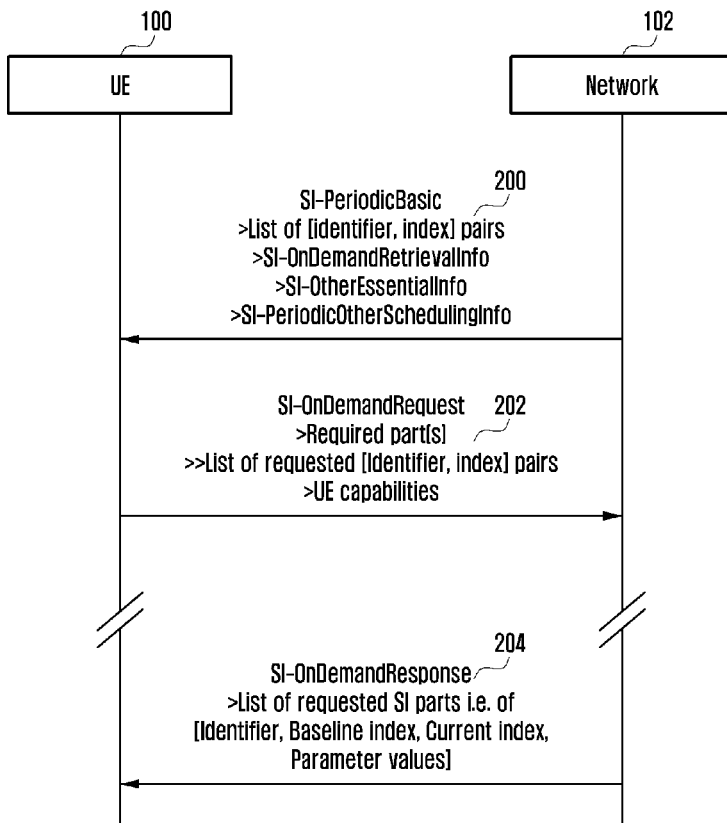 100
102
UE
Network
200
SI-PeriodicBasic
>List of [identifier, index] pairs
>SI-OnDemandRetrievalInfo
>SI-OtherEssentialInfo
>SI-PeriodicOtherSchedulingInfo
SI-OnDemandRequest 202
>Required part[s]
>>List of requested [Identifier, index] pairs
>UE capabilities
204
SI-OnDemandResponse
>List of requested SI parts i.e. of
[Identifier, Baseline index, Current index,
Parameter values]